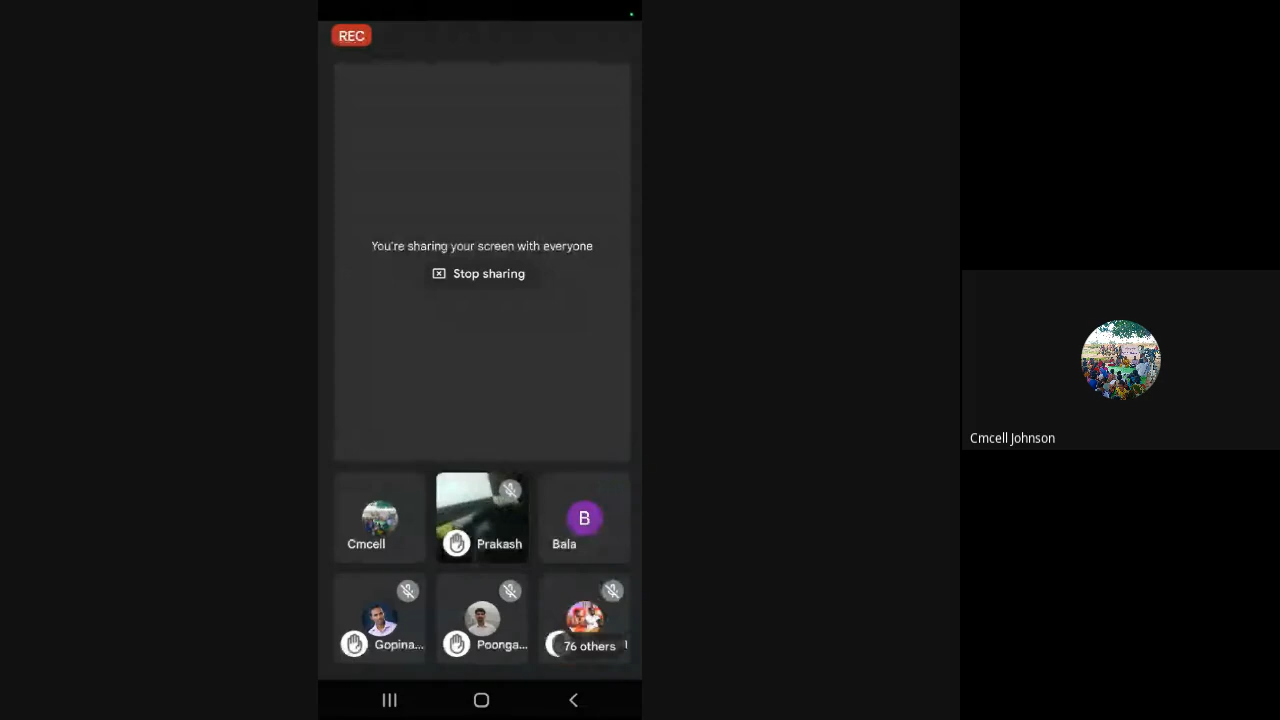 REC
You're sharing your screen with everyone
Stop sharing
Cmcell
Prakash
B
Bala
Gopina...
Poonga...
76 others
Cmcell Johnson